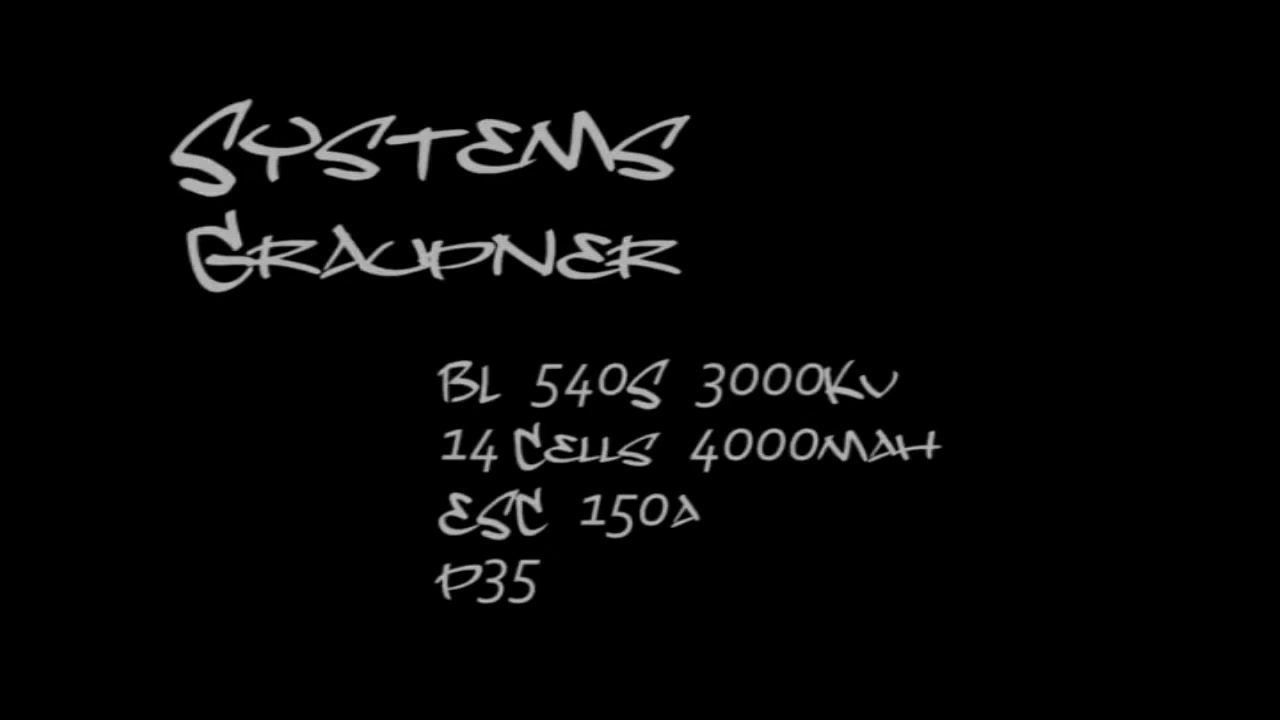 Systems
Graupner
BL 540S 3000Kv
14 Cells 4000mAh
ESC 150A
P35